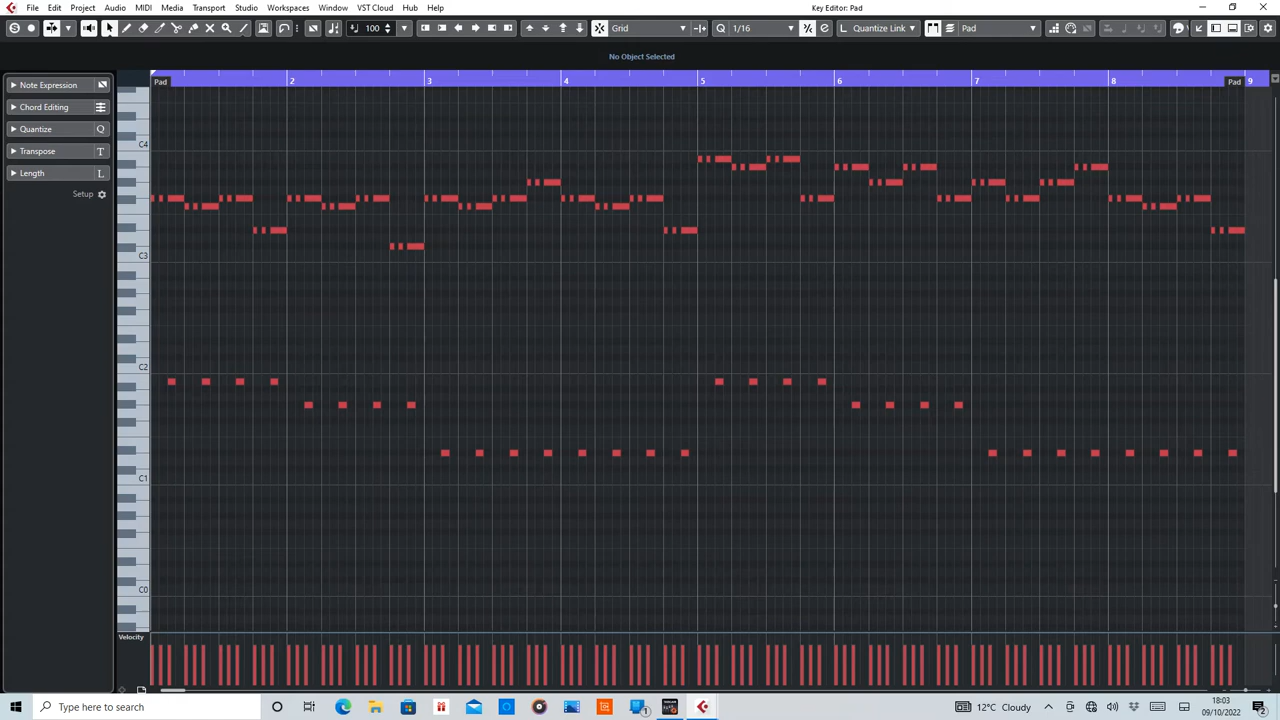 Key Editor: Pad
File Edit Project Audio MIDI Media Transport Studio Workspaces Window VST Cloud Hub Help
100 Grid Q 1/16 e L Quantize Link Pad
No Object Selected
Pad 2 3 4 5 6 7 8 Pad 9
Note Expression
Chord Editing
Quantize Q
Transpose T
Length L
Setup
C4
C3
C2
C1
C0
Velocity
Type here to search
12°C Cloudy
18:03
09/10/2022